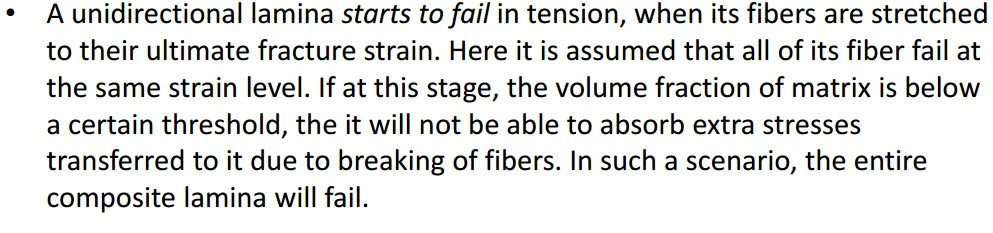 • A unidirectional lamina starts to fail in tension, when its fibers are stretched
to their ultimate fracture strain. Here it is assumed that all of its fiber fail at
the same strain level. If at this stage, the volume fraction of matrix is below
a certain threshold, the it will not be able to absorb extra stresses
transferred to it due to breaking of fibers. In such a scenario, the entire
composite lamina will fail.